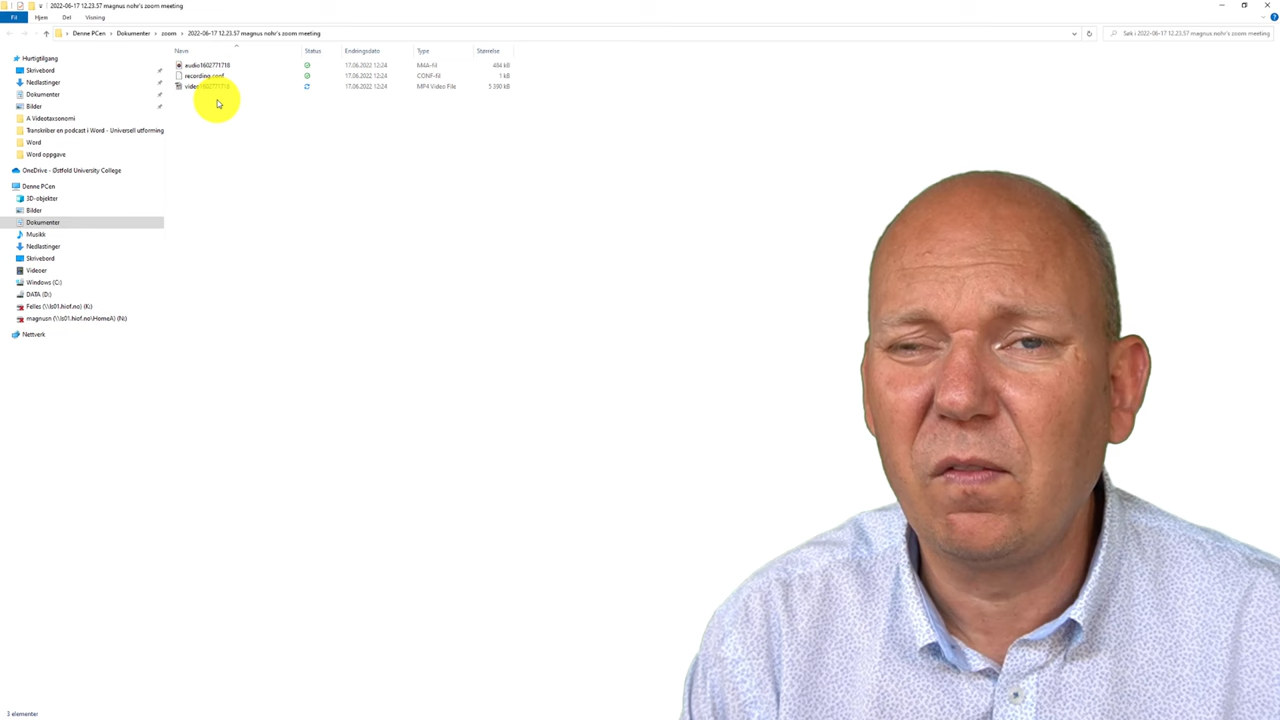 2022-06-17 12.23.57 magnus nohr's zoom meeting
Fil Hjem Del Visning
Denne PCen > Dokumenter > zoom > 2022-06-17 12.23.57 magnus nohr's zoom meeting
Søk i 2022-06-17 12.23.57 magnus nohr's zoom meeting
Navn Status Endringsdato Type Størrelse
audio1602771718 17.06.2022 12:24 M4A-fil 484 kB
recording.conf 17.06.2022 12:24 CONF-fil 1 kB
video1602771718 17.06.2022 12:24 MP4 Video File 5 390 kB
Hurtigtilgang
Skrivebord
Nedlastinger
Dokumenter
Bilder
A Videotaxonomi
Transkriber en podcast i Word - Universell utforming
Word
Word oppgave
OneDrive - Østfold University College
Denne PCen
3D-objekter
Bilder
Dokumenter
Musikk
Nedlastinger
Skrivebord
Videoer
Windows (C:)
DATA (D:)
Felles (\\ls01.hiof.no) (K:)
magnusn (\\ls01.hiof.no\HomeA) (N:)
Nettverk
3 elementer